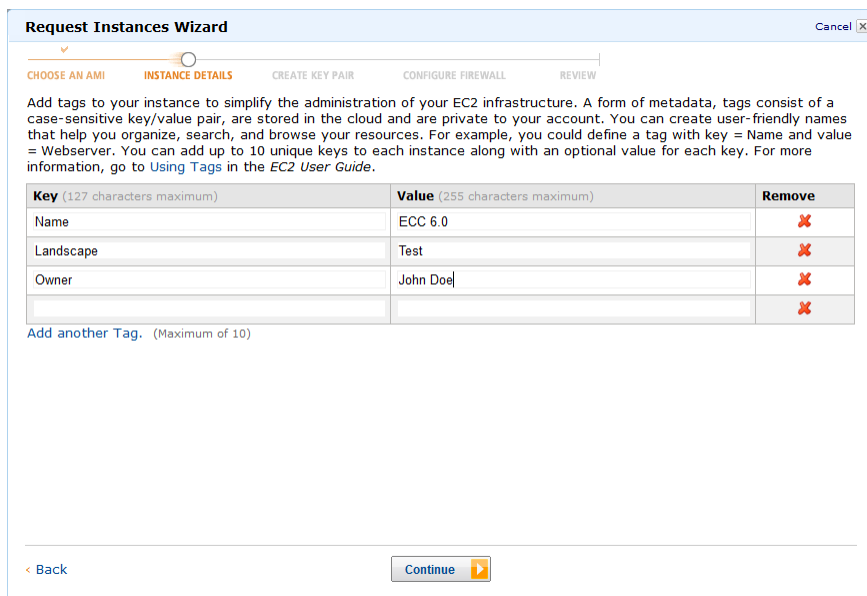 Request Instances Wizard
Cancel
CHOOSE AN AMI INSTANCE DETAILS CREATE KEY PAIR CONFIGURE FIREWALL REVIEW
Add tags to your instance to simplify the administration of your EC2 infrastructure. A form of metadata, tags consist of a
case-sensitive key/value pair, are stored in the cloud and are private to your account. You can create user-friendly names
that help you organize, search, and browse your resources. For example, you could define a tag with key = Name and value
= Webserver. You can add up to 10 unique keys to each instance along with an optional value for each key. For more
information, go to Using Tags in the EC2 User Guide.
Key (127 characters maximum) Value (255 characters maximum) Remove
Name ECC 6.0
Landscape Test
Owner John Doe
Add another Tag. (Maximum of 10)
< Back Continue